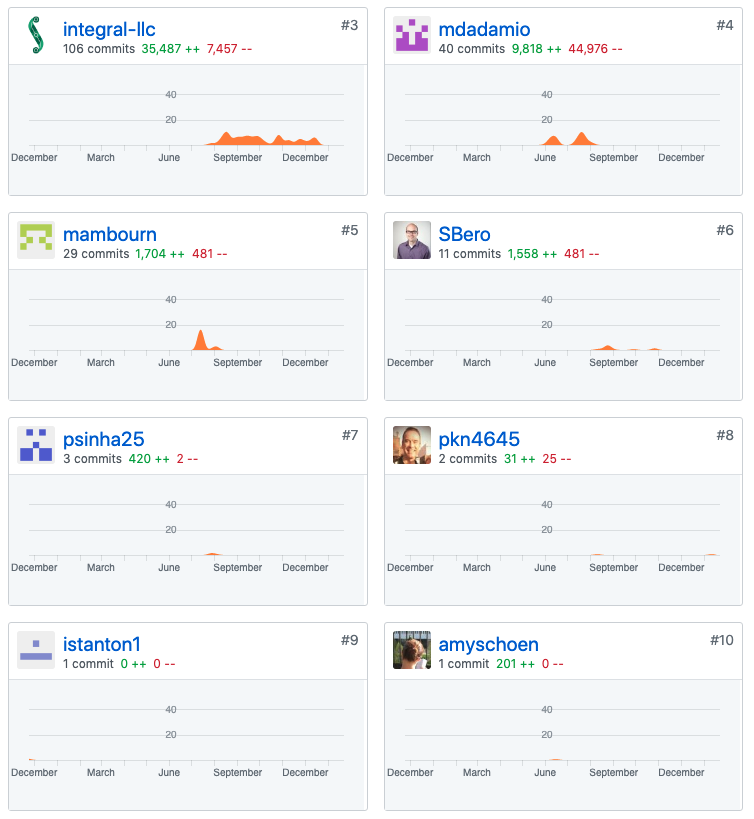 integral-llc #3
106 commits 35,487 ++ 7,457 --
40
20
December March June September December
mdadamio #4
40 commits 9,818 ++ 44,976 --
40
20
December March June September December
mambourn #5
29 commits 1,704 ++ 481 --
40
20
December March June September December
SBero #6
11 commits 1,558 ++ 481 --
40
20
December March June September December
psinha25 #7
3 commits 420 ++ 2 --
40
20
December March June September December
pkn4645 #8
2 commits 31 ++ 25 --
40
20
December March June September December
istanton1 #9
1 commit 0 ++ 0 --
40
20
December March June September December
amyschoen #10
1 commit 201 ++ 0 --
40
20
December March June September December